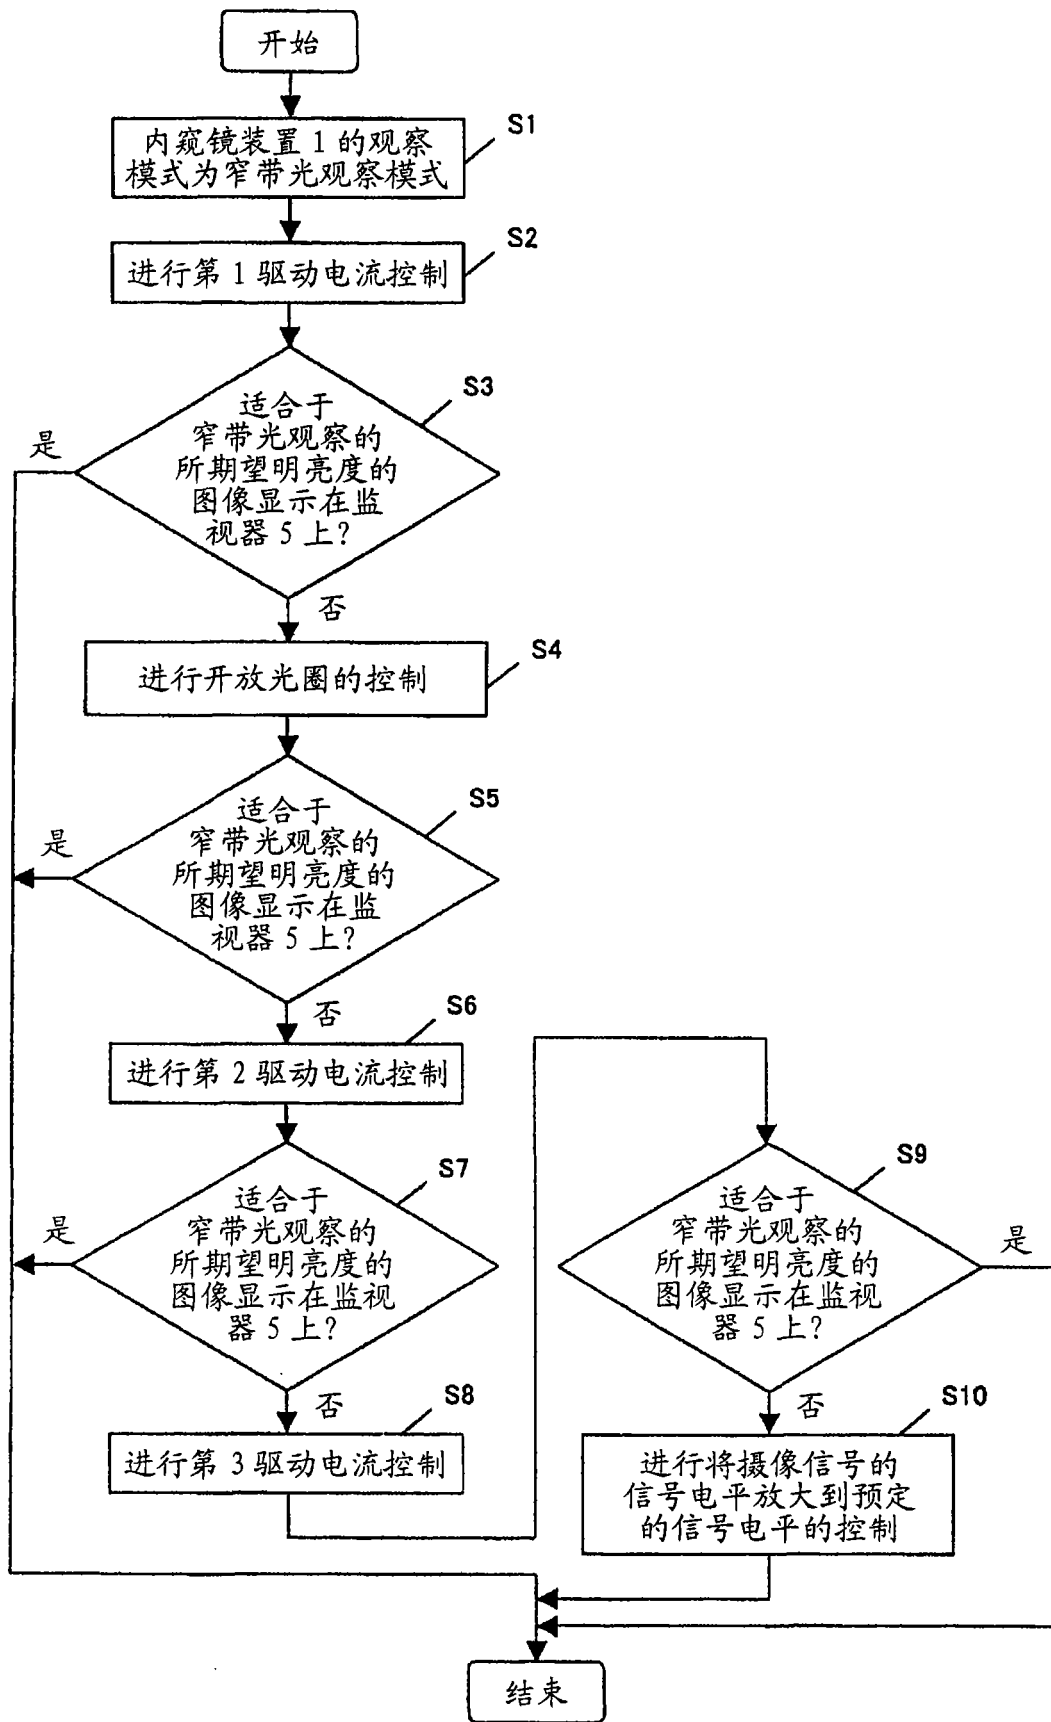 开始
S1
内窥镜装置1的观察
模式为窄带光观察模式
S2
进行第1驱动电流控制
S3
适合于
窄带光观察的
所期望明亮度的
图像显示在监
视器5上?
是
否
S4
进行开放光圈的控制
S5
适合于
窄带光观察的
所期望明亮度的
图像显示在监
视器5上?
是
否
S6
进行第2驱动电流控制
S7
适合于
窄带光观察的
所期望明亮度的
图像显示在监视
器5上?
是
否
S8
进行第3驱动电流控制
S9
适合于
窄带光观察的
所期望明亮度的
图像显示在监视
器5上?
是
否
S10
进行将摄像信号的
信号电平放大到预定
的信号电平的控制
结束